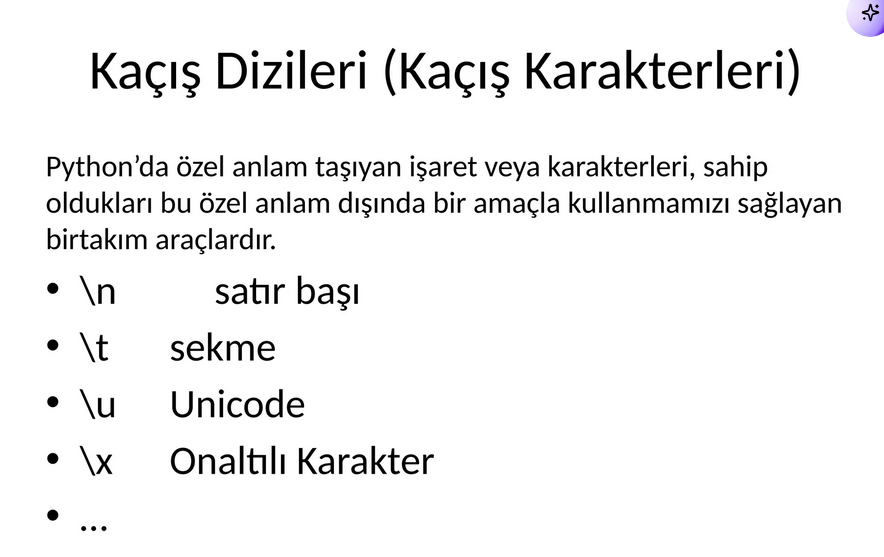 Kaçış Dizileri (Kaçış Karakterleri)
Python’da özel anlam taşıyan işaret veya karakterleri, sahip
oldukları bu özel anlam dışında bir amaçla kullanmamızı sağlayan
birtakım araçlardır.
• \n satır başı
• \t sekme
• \u Unicode
• \x Onaltılı Karakter
• ...